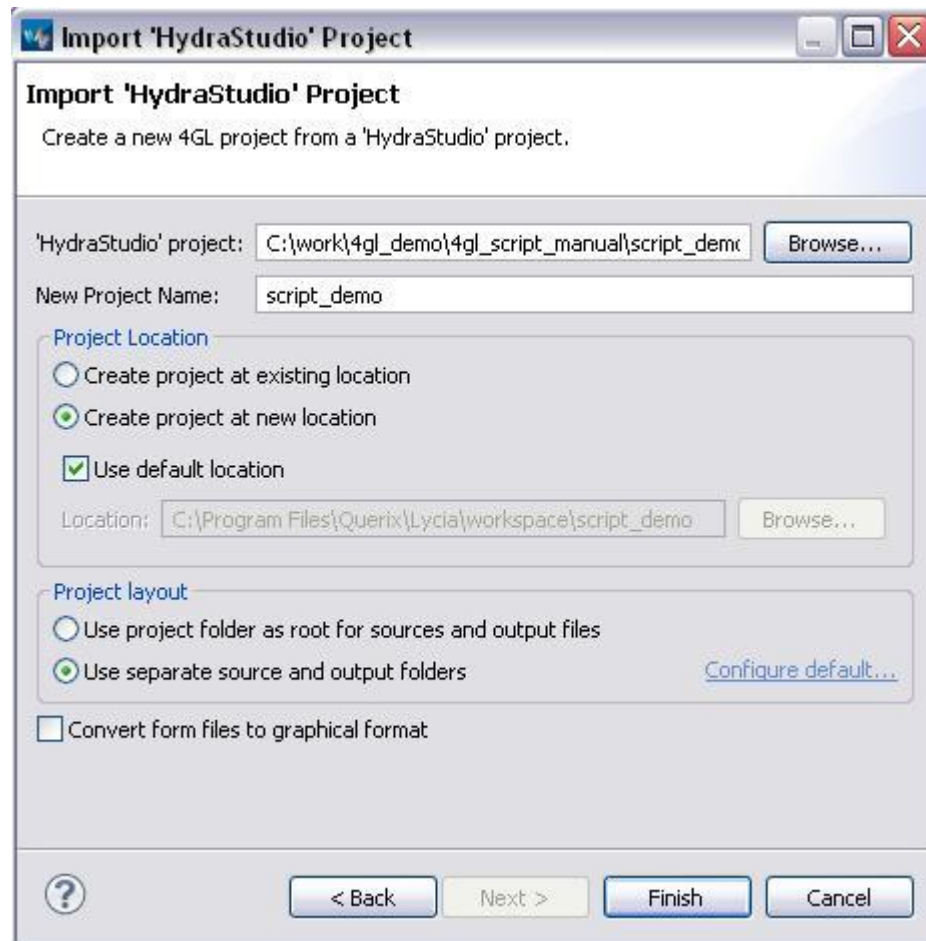 Import 'HydraStudio' Project
Import 'HydraStudio' Project
Create a new 4GL project from a 'HydraStudio' project.
'HydraStudio' project: C:\work\4gl_demo\4gl_script_manual\script_demo Browse...
New Project Name: script_demo
Project Location
Create project at existing location
Create project at new location
Use default location
Location: C:\Program Files\Querix\Lycia\workspace\script_demo Browse...
Project layout
Use project folder as root for sources and output files
Use separate source and output folders Configure default...
Convert form files to graphical format
? < Back Next > Finish Cancel